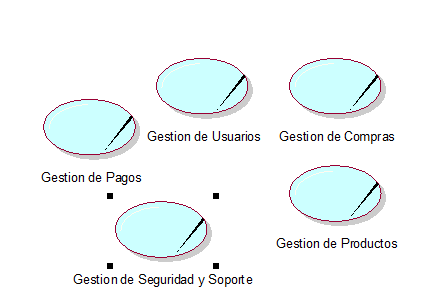 Gestion de Usuarios
Gestion de Compras
Gestion de Pagos
Gestion de Productos
Gestion de Seguridad y Soporte